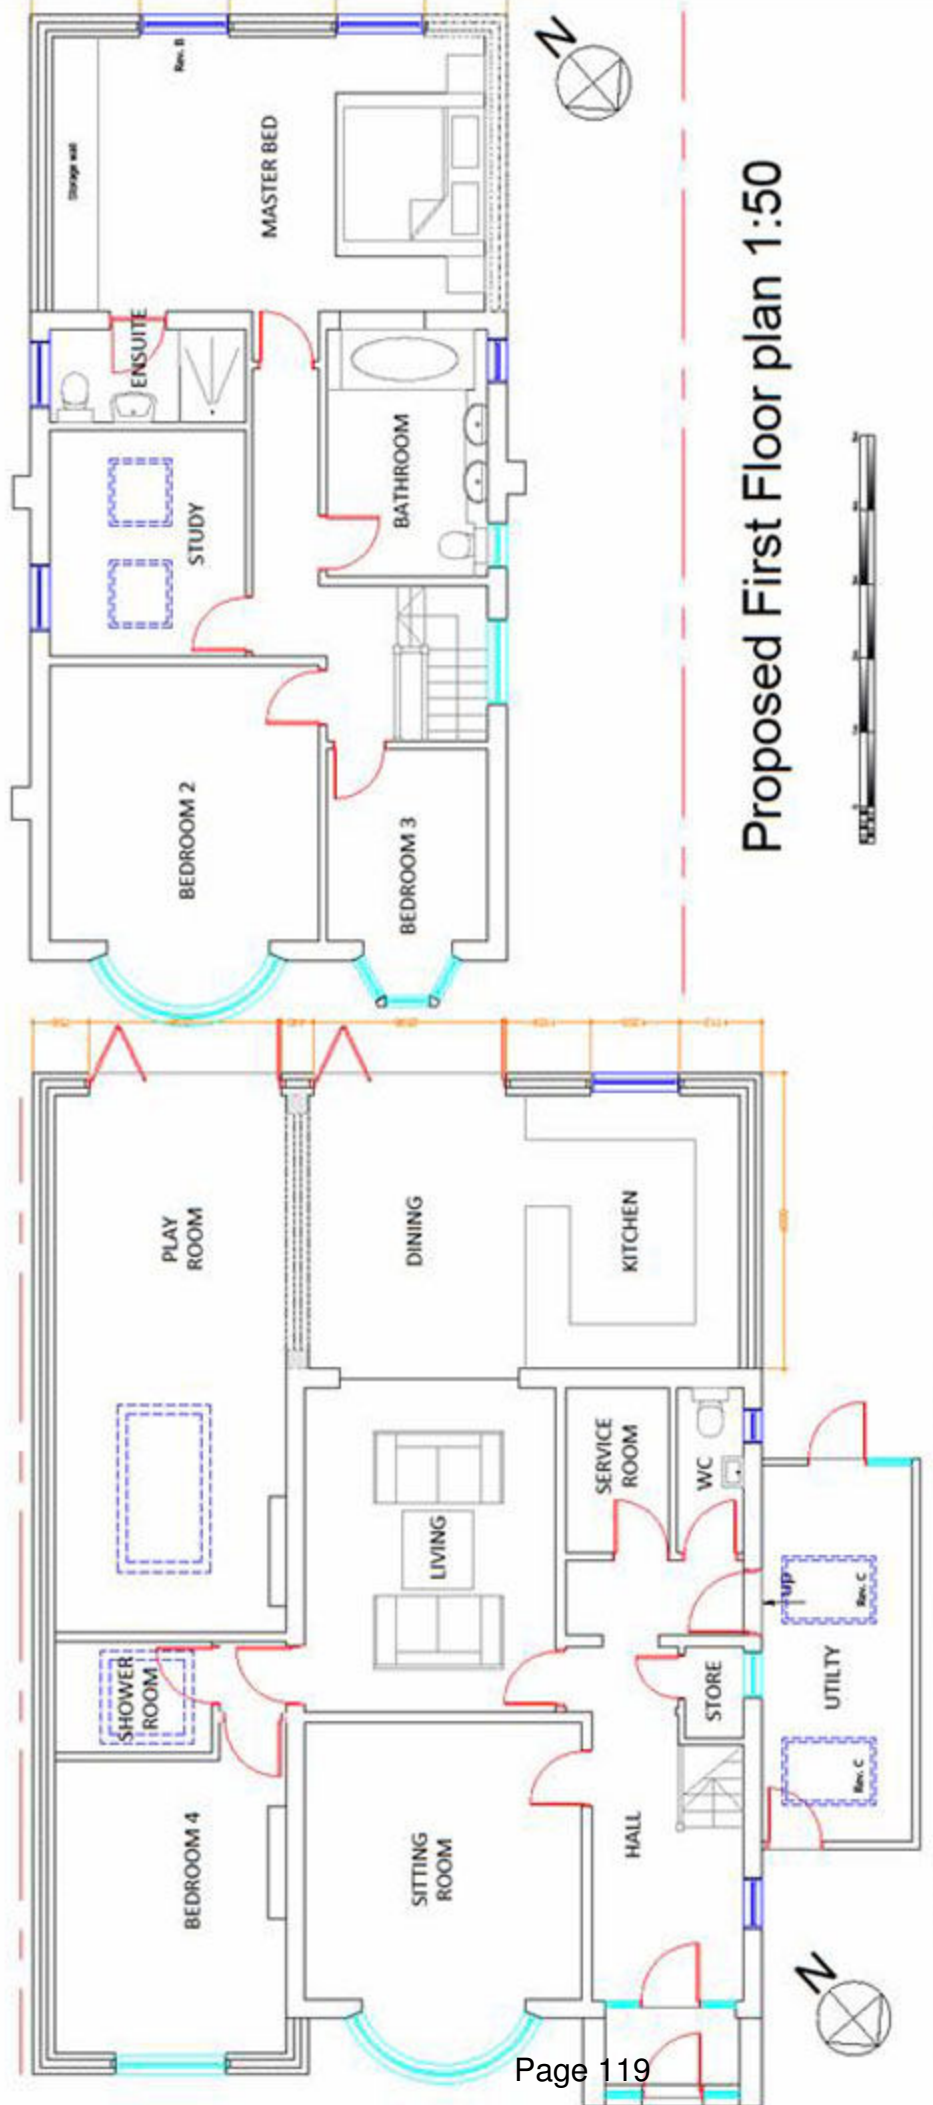 N
Rev. B
Storage wall
MASTER BED
ENSUITE
STUDY
BATHROOM
BEDROOM 2
BEDROOM 3
Proposed First Floor plan 1:50
PLAY
ROOM
DINING
KITCHEN
SERVICE
ROOM
WC
LIVING
up
Rev. C
SHOWER
ROOM
STORE
UTILTY
Rev. C
BEDROOM 4
SITTING
ROOM
HALL
N
Page 119